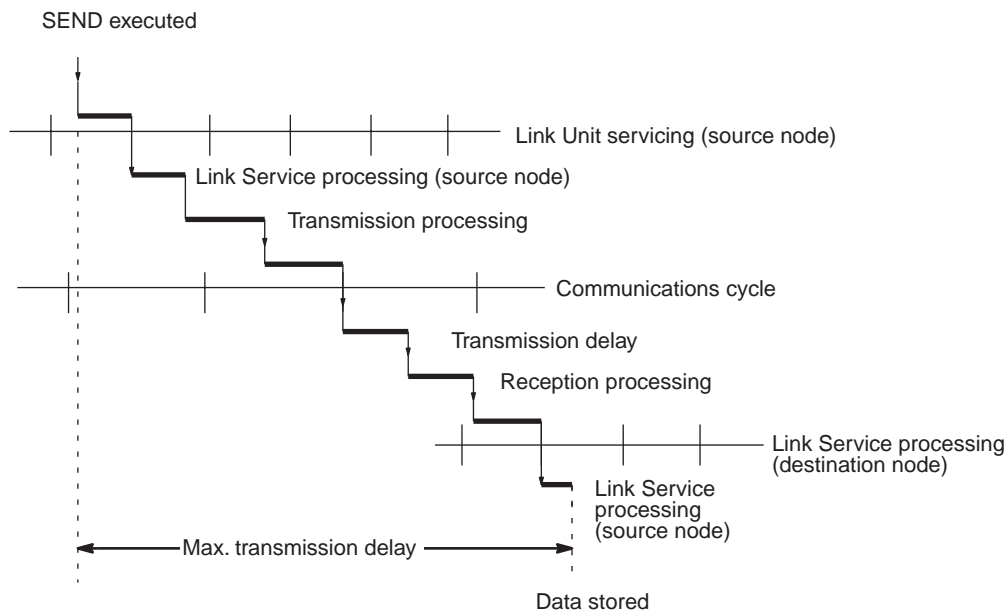 SEND executed
Link Unit servicing (source node)
Link Service processing (source node)
Transmission processing
Communications cycle
Transmission delay
Reception processing
Link Service processing
(destination node)
Link Service
processing
(source node)
Max. transmission delay
Data stored